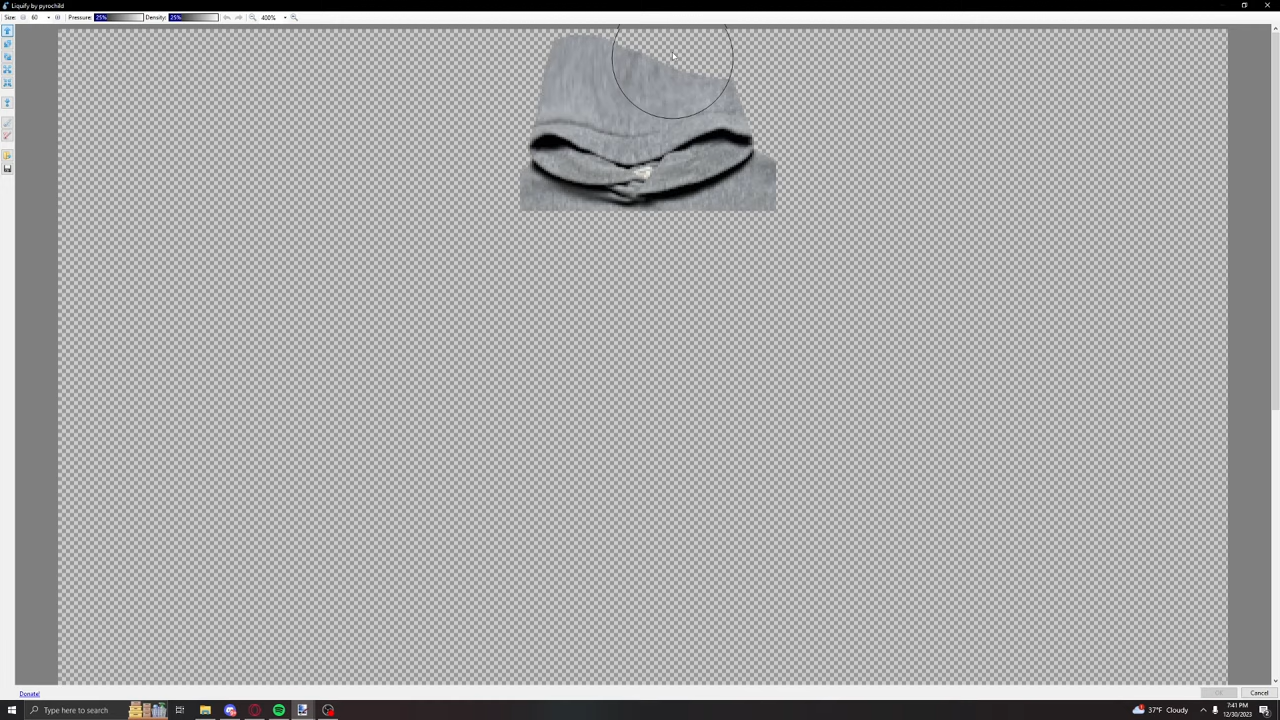 Liquify by pyrochild
Size: 60 Pressure: 25% Density: 25% 400%
Donate!
OK Cancel
Type here to search
37°F Cloudy
7:41 PM
12/30/2023